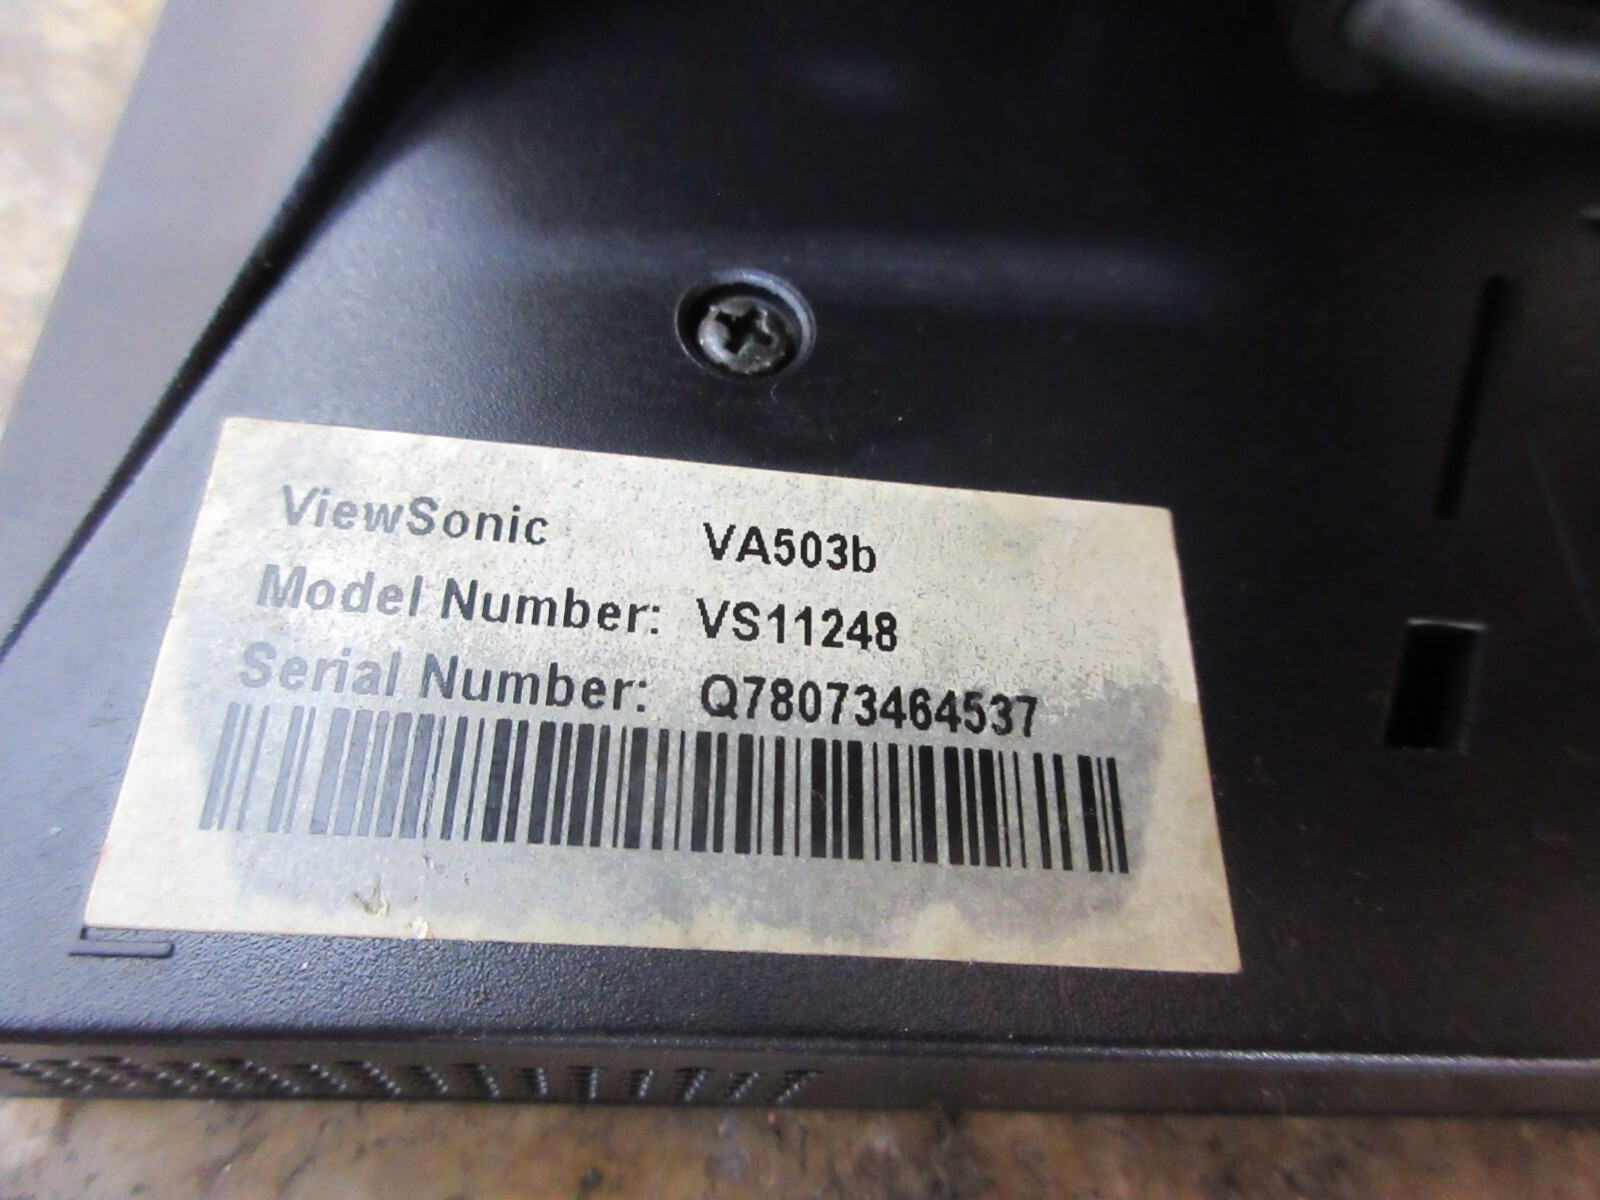 ViewSonic VA503b
Model Number: VS11248
Serial Number: Q78073464537